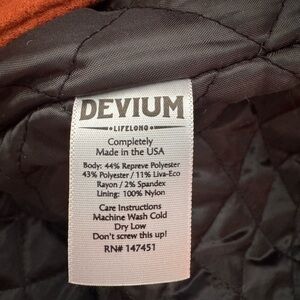 DEVIUM
LIFELONG
Completely
Made in the USA
Body: 44% Repreve Polyester
43% Polyester / 11% Liva-Eco
Rayon / 2% Spandex
Lining: 100% Nylon
Care Instructions
Machine Wash Cold
Dry Low
Don't screw this up!
RN# 147451